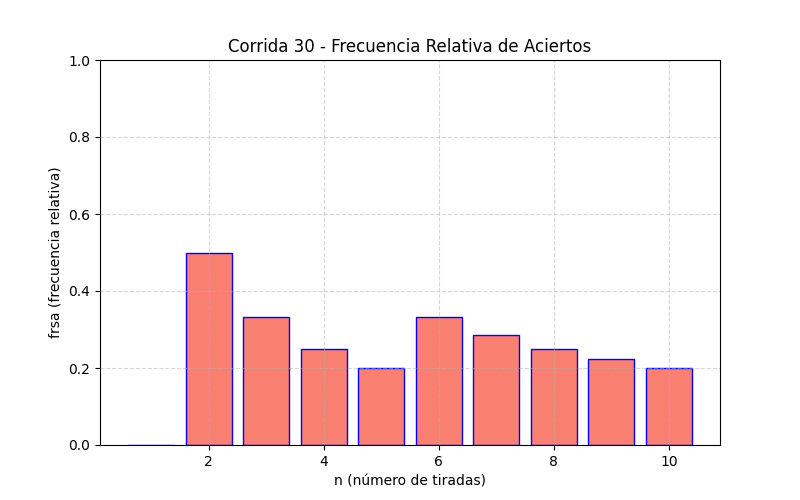 Corrida 30 - Frecuencia Relativa de Aciertos
1.0
0.8
0.6
0.4
0.2
0.0
frsa (frecuencia relativa)
2 4 6 8 10
n (número de tiradas)